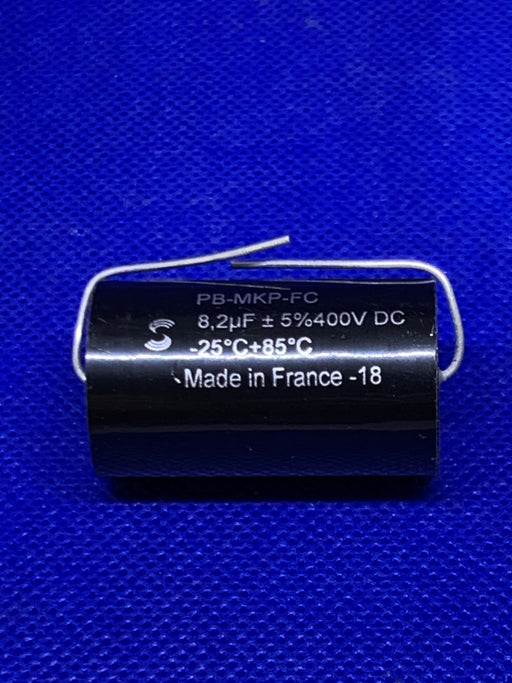 PB-MKP-FC
8,2µF ± 5%400V DC
-25°C+85°C
Made in France -18